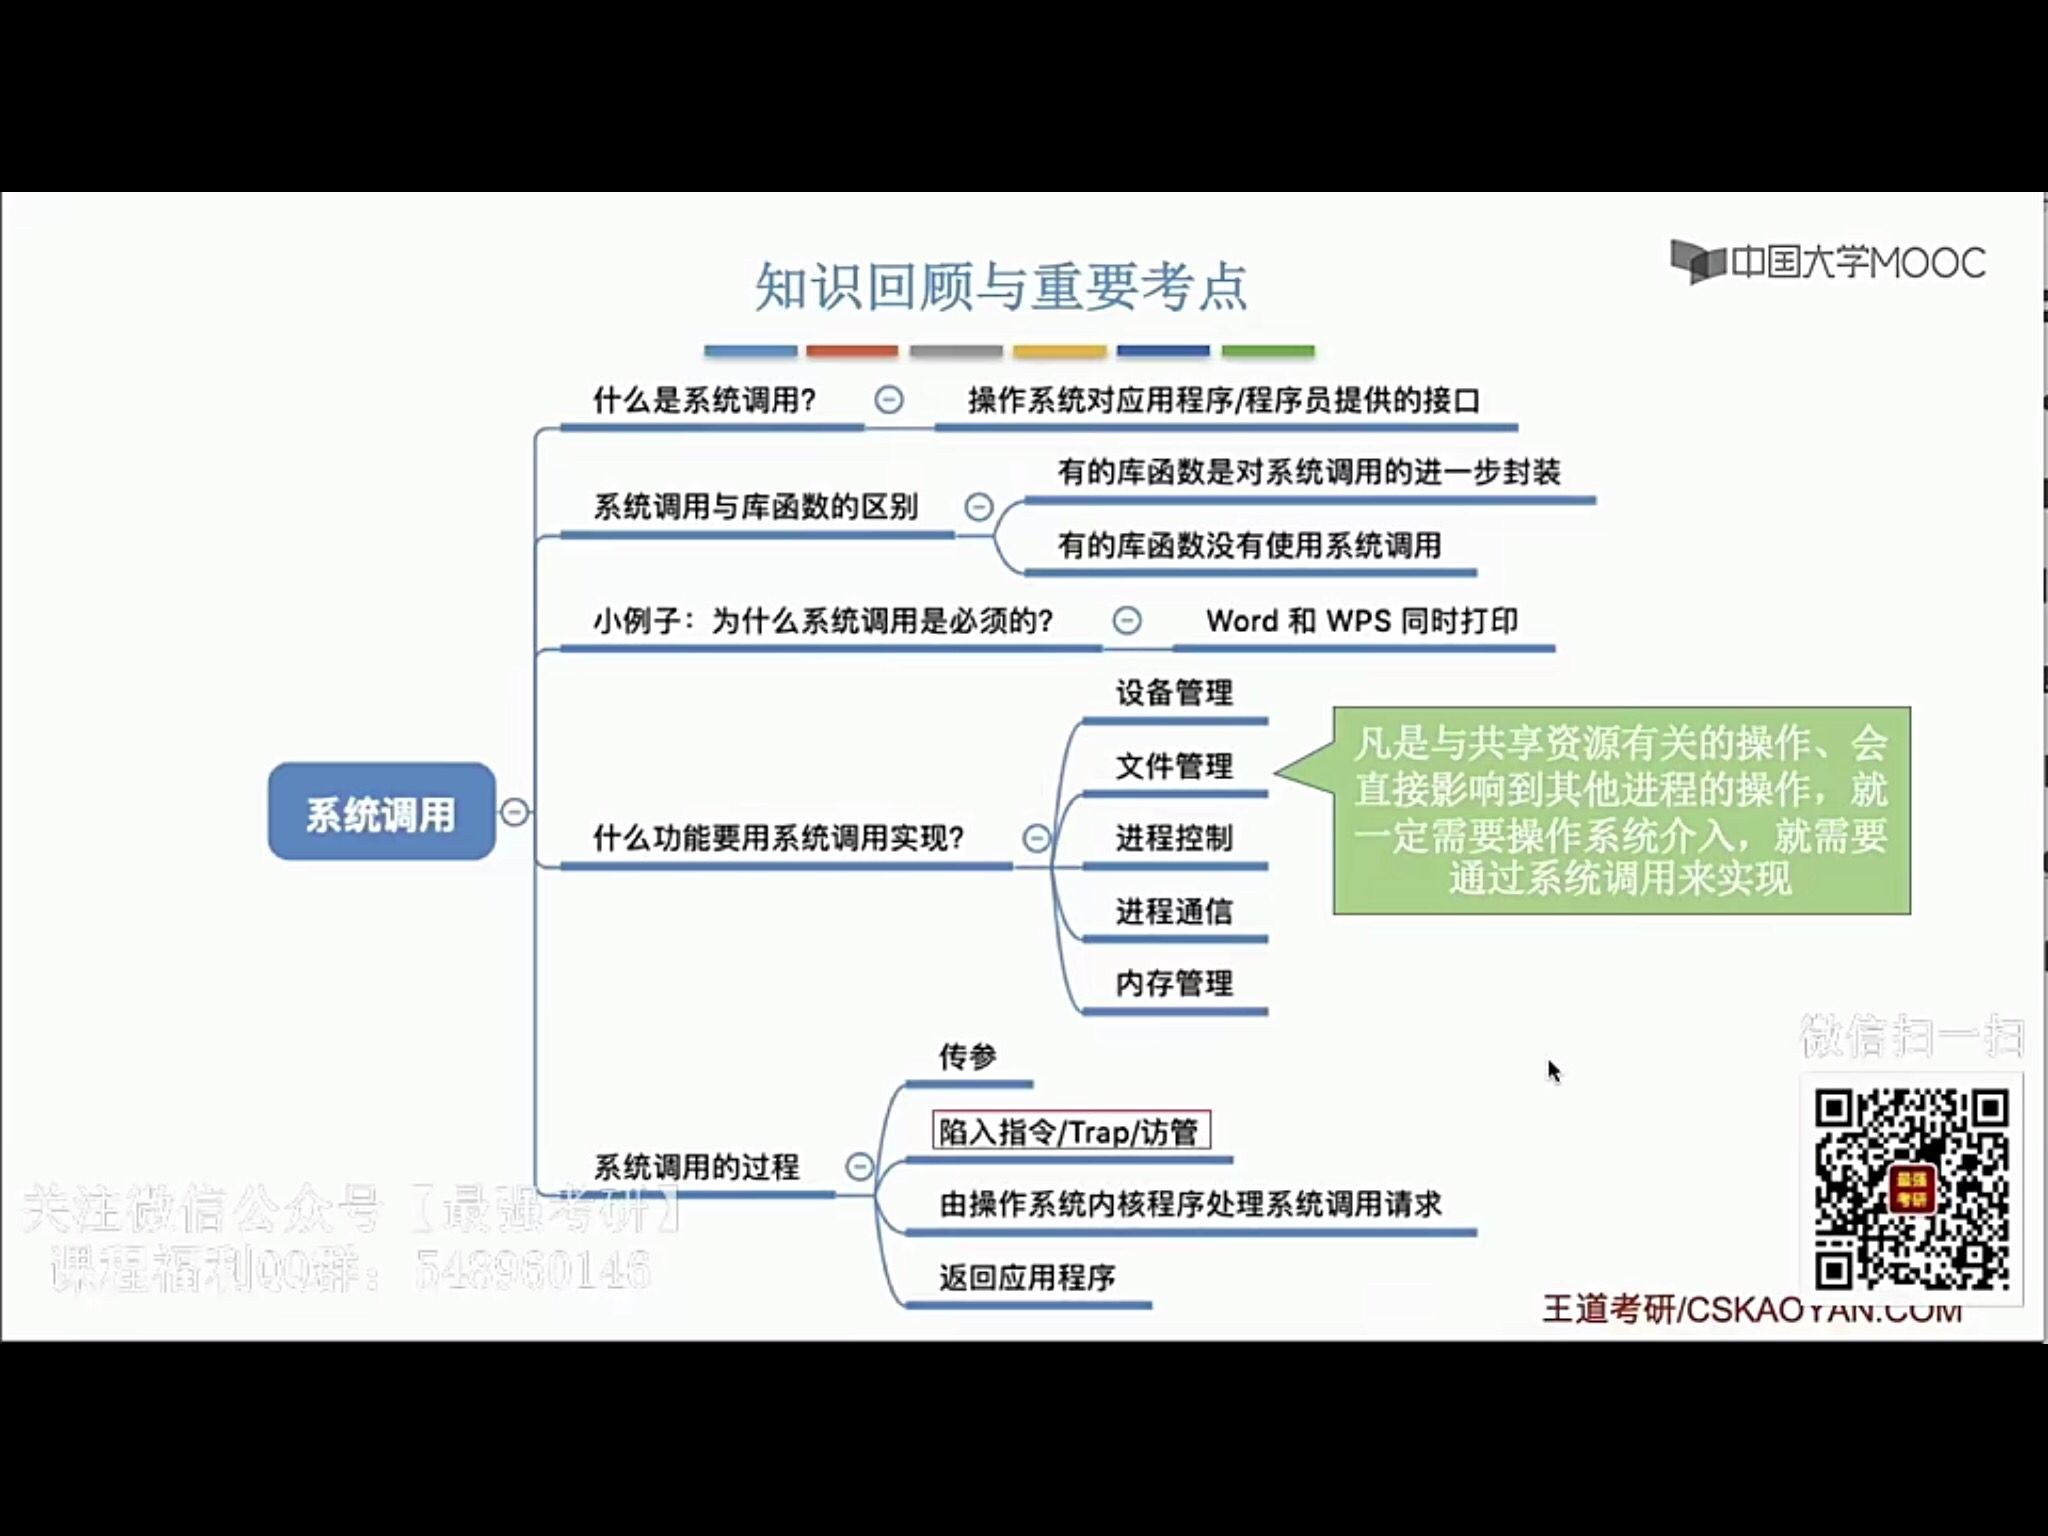 中国大学MOOC
知识回顾与重要考点
什么是系统调用?
操作系统对应用程序/程序员提供的接口
系统调用与库函数的区别
有的库函数是对系统调用的进一步封装
有的库函数没有使用系统调用
小例子：为什么系统调用是必须的?
Word 和 WPS 同时打印
系统调用
什么功能要用系统调用实现?
设备管理
文件管理
进程控制
进程通信
内存管理
凡是与共享资源有关的操作、会
直接影响到其他进程的操作，就
一定需要操作系统介入，就需要
通过系统调用来实现
系统调用的过程
传参
陷入指令/Trap/访管
由操作系统内核程序处理系统调用请求
返回应用程序
微信扫一扫
最强
考研
关注微信公众号【最强考研】
课程福利QQ群：548960146
王道考研/CSKAOYAN.COM